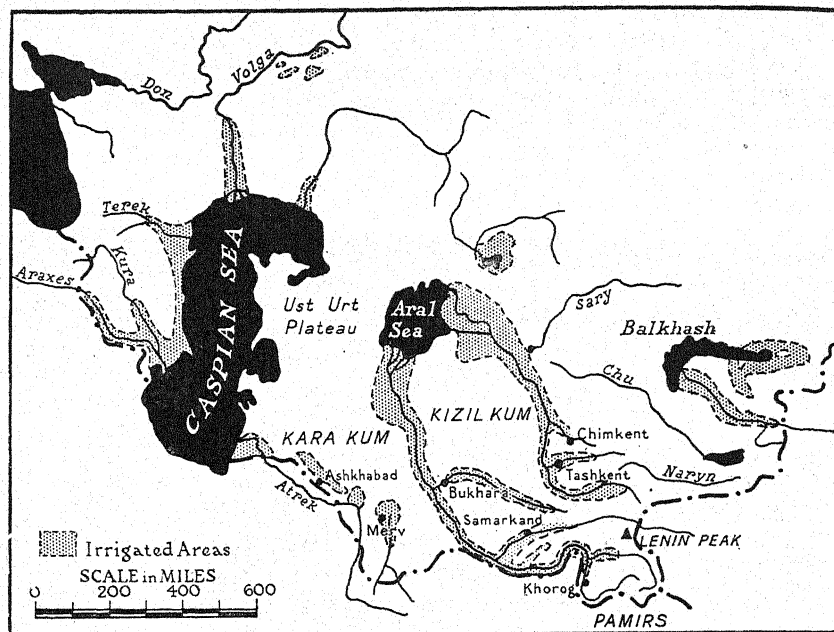 Don
Volga
Terek
Kura
Araxes
CASPIAN SEA
Ust Urt
Plateau
Aral
Sea
Sary
Balkhash
Chu
KARA KUM
KIZIL KUM
Chimkent
Tashkent
Naryn
Ashkhabad
Atrek
Merv
Bukhara
Samarkand
LENIN PEAK
Khorog
PAMIRS
Irrigated Areas
SCALE in MILES
0 200 400 600